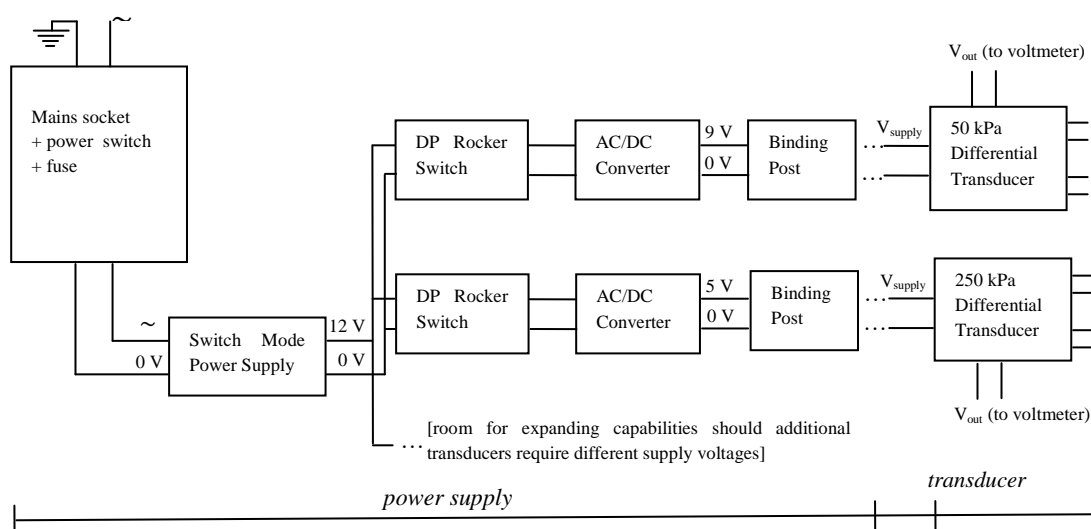 ~
V_out (to voltmeter)
Mains socket
+ power switch
+ fuse
DP Rocker
Switch
AC/DC
Converter
9 V
0 V
Binding
Post
V_supply
…
…
50 kPa
Differential
Transducer
DP Rocker
Switch
AC/DC
Converter
5 V
0 V
Binding
Post
V_supply
…
…
250 kPa
Differential
Transducer
~
0 V
Switch Mode
Power Supply
12 V
0 V
V_out (to voltmeter)
… [room for expanding capabilities should additional
transducers require different supply voltages]
power supply
transducer